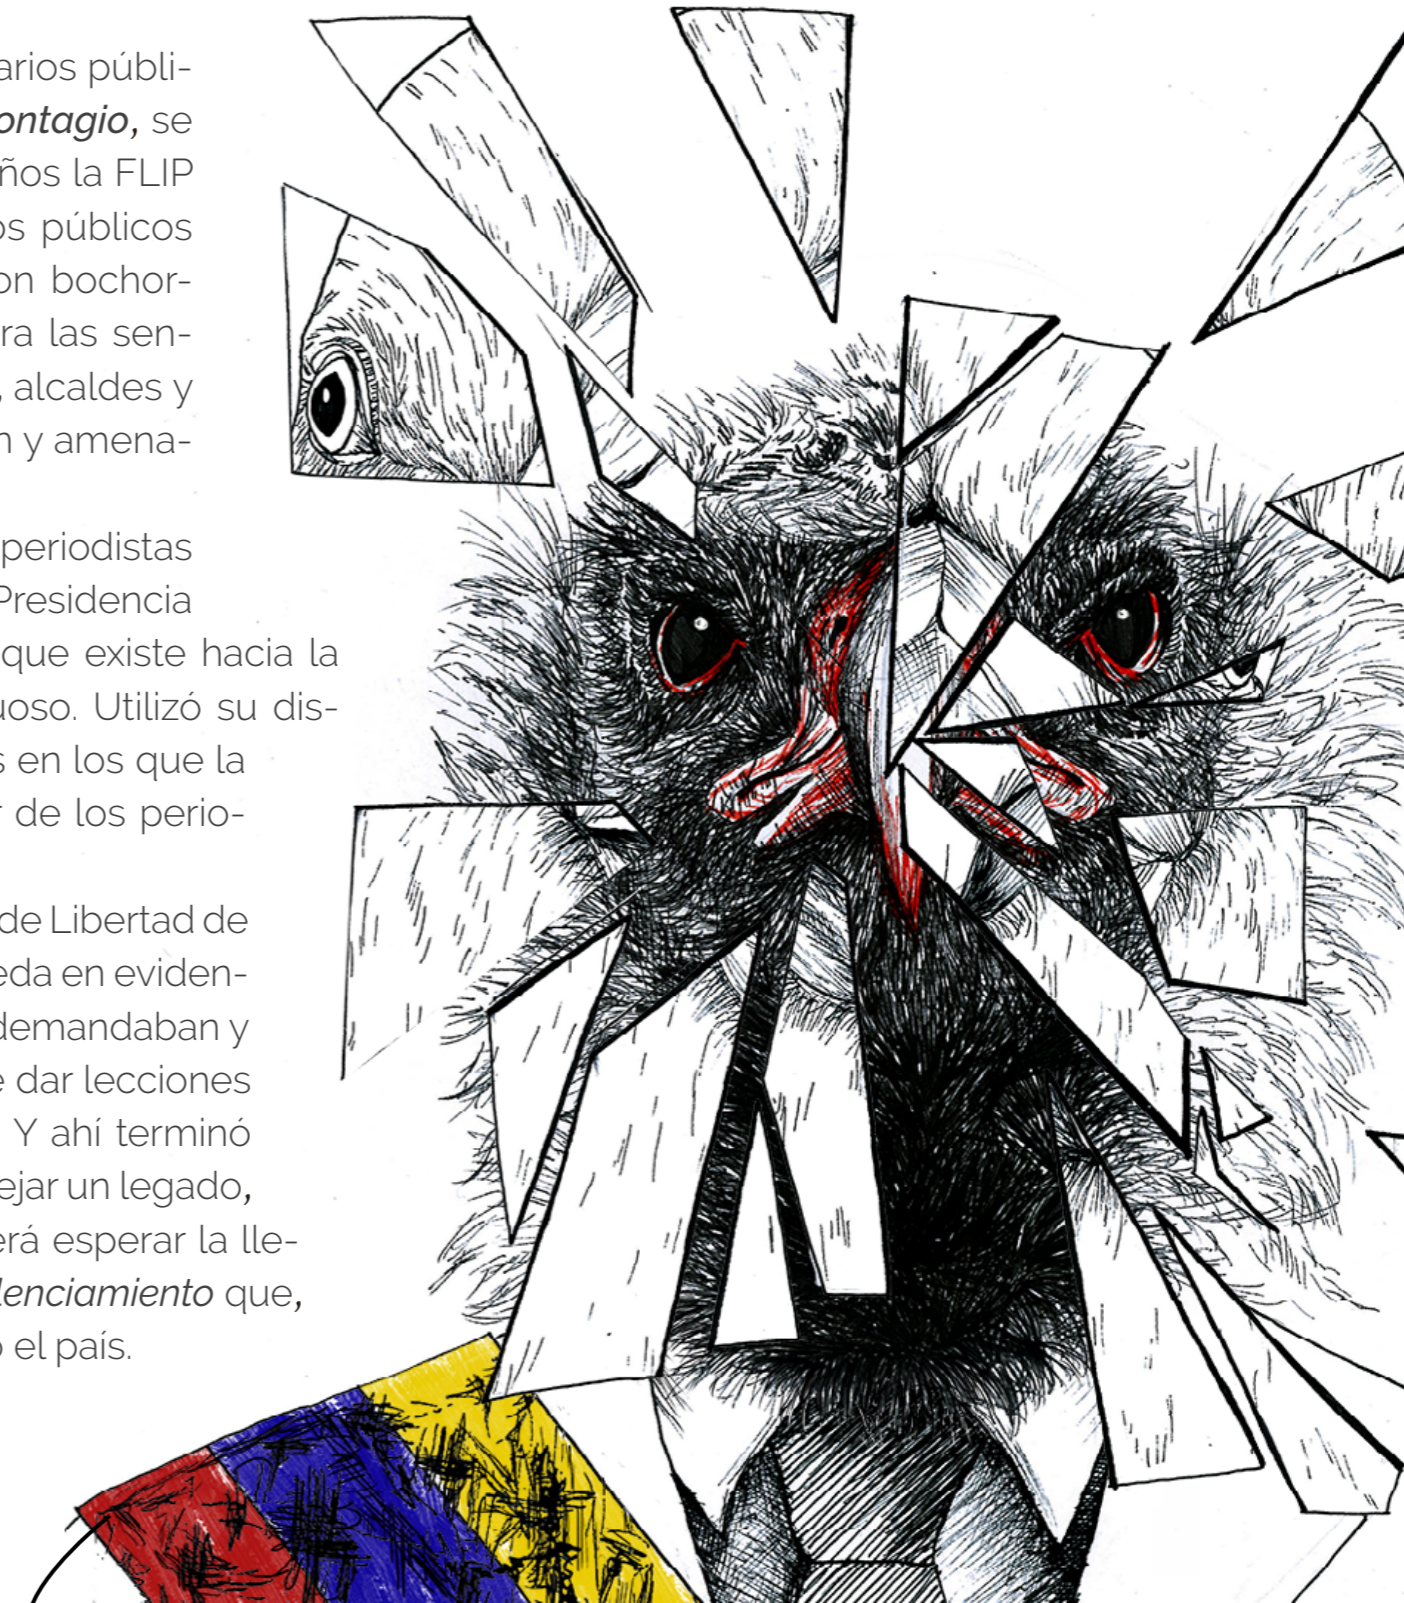 arios públi-
ontagio, se
ños la FLIP
os públicos
on bochor-
ra las sen-
, alcaldes y
n y amena-
periodistas
Presidencia
que existe hacia la
uoso. Utilizó su dis-
s en los que la
r de los perio-
de Libertad de
eda en eviden-
demandaban y
e dar lecciones
Y ahí terminó
ejar un legado,
erá esperar la lle-
lenciamiento que,
o el país.